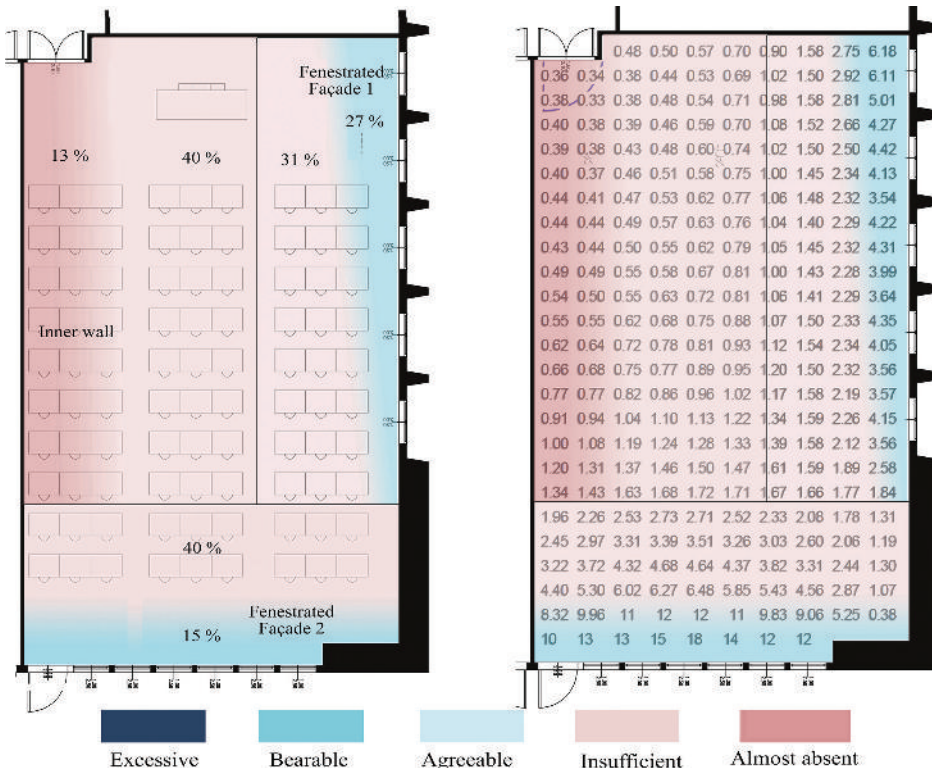 Fenestrated
Façade 1
27 %
13 %
40 %
31 %
Inner wall
40 %
Fenestrated
Façade 2
15 %
0.48 0.50 0.57 0.70 0.90 1.58 2.75 6.18
0.36 0.34 0.38 0.44 0.53 0.69 1.02 1.50 2.92 6.11
0.38 0.33 0.38 0.48 0.54 0.71 0.98 1.58 2.81 5.01
0.40 0.38 0.39 0.46 0.59 0.70 1.08 1.52 2.66 4.27
0.39 0.38 0.43 0.48 0.60 0.74 1.02 1.50 2.50 4.42
0.40 0.37 0.46 0.51 0.58 0.75 1.00 1.45 2.34 4.13
0.44 0.41 0.47 0.53 0.62 0.77 1.06 1.48 2.32 3.54
0.44 0.44 0.49 0.57 0.63 0.76 1.04 1.40 2.29 4.22
0.43 0.44 0.50 0.55 0.62 0.79 1.05 1.45 2.32 4.31
0.49 0.49 0.55 0.58 0.67 0.81 1.00 1.43 2.28 3.99
0.54 0.50 0.55 0.63 0.72 0.81 1.06 1.41 2.29 3.64
0.55 0.55 0.62 0.68 0.75 0.88 1.07 1.50 2.33 4.35
0.62 0.64 0.72 0.78 0.81 0.93 1.12 1.54 2.34 4.05
0.66 0.68 0.75 0.77 0.89 0.95 1.20 1.50 2.32 3.56
0.77 0.77 0.82 0.86 0.96 1.02 1.17 1.58 2.19 3.57
0.91 0.94 1.04 1.10 1.13 1.22 1.34 1.59 2.26 4.15
1.00 1.08 1.19 1.24 1.28 1.33 1.39 1.58 2.12 3.56
1.20 1.31 1.37 1.46 1.50 1.47 1.61 1.59 1.89 2.58
1.34 1.43 1.63 1.68 1.72 1.71 1.67 1.66 1.77 1.84
1.96 2.26 2.53 2.73 2.71 2.52 2.33 2.08 1.78 1.31
2.45 2.97 3.31 3.39 3.51 3.26 3.03 2.60 2.06 1.19
3.22 3.72 4.32 4.68 4.64 4.37 3.82 3.31 2.44 1.30
4.40 5.30 6.02 6.27 6.48 5.85 5.43 4.56 2.87 1.07
8.32 9.96 11 12 12 11 9.83 9.06 5.25 0.38
10 13 13 15 18 14 12 12
Excessive Bearable Agreeable Insufficient Almost absent